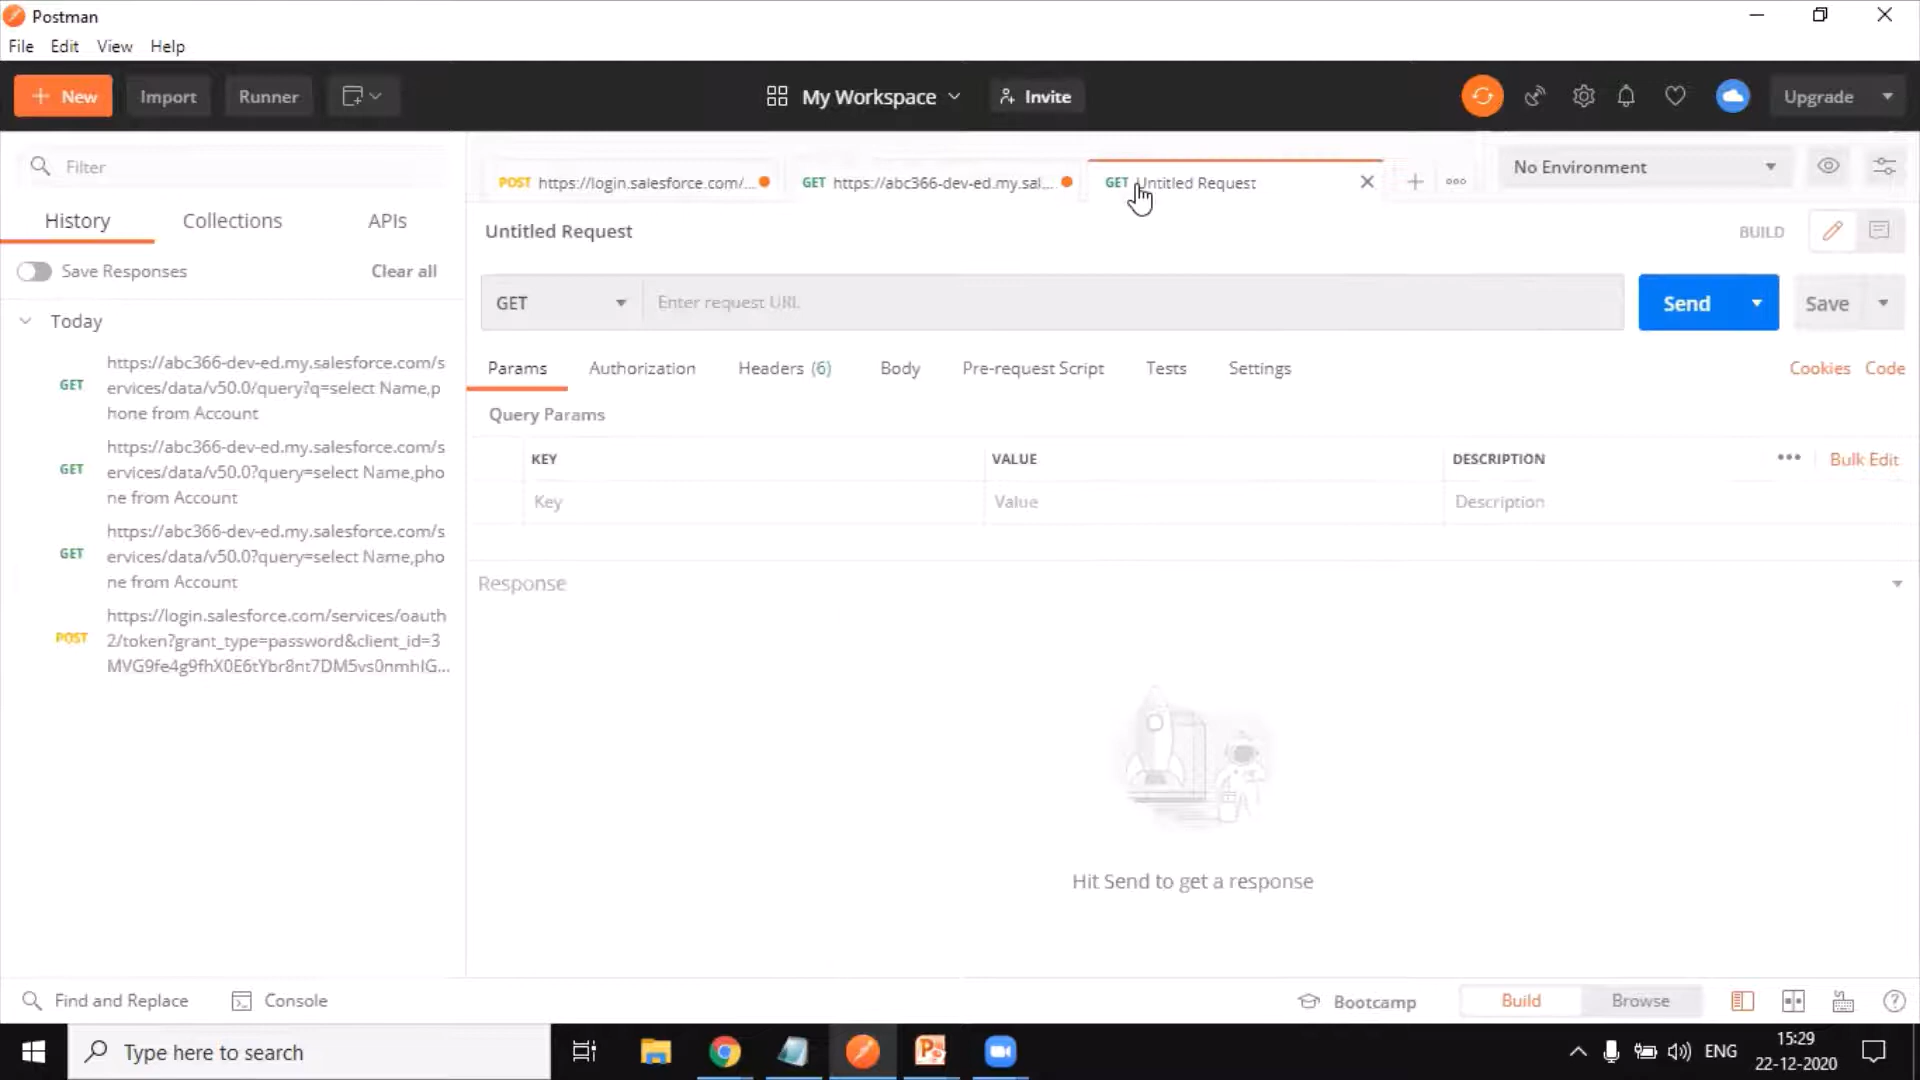 Postman
File Edit View Help
+ New Import Runner My Workspace Invite Upgrade
Filter
History Collections APIs
Save Responses Clear all
Today
GET
https://abc366-dev-ed.my.salesforce.com/s
ervices/data/v50.0/query?q=select Name,p
hone from Account
GET
https://abc366-dev-ed.my.salesforce.com/s
ervices/data/v50.0?query=select Name,pho
ne from Account
GET
https://abc366-dev-ed.my.salesforce.com/s
ervices/data/v50.0?query=select Name,pho
ne from Account
POST
https://login.salesforce.com/services/oauth
2/token?grant_type=password&client_id=3
MVG9fe4g9fhX0E6tYbr8nt7DM5vs0nmhIG...
POST https://login.salesforce.com/... GET https://abc366-dev-ed.my.sal... GET Untitled Request No Environment
Untitled Request BUILD
GET Enter request URL Send Save
Params Authorization Headers (6) Body Pre-request Script Tests Settings Cookies Code
Query Params
KEY VALUE DESCRIPTION Bulk Edit
Key Value Description
Response
Hit Send to get a response
Find and Replace Console Bootcamp Build Browse
Type here to search ENG
15:29
22-12-2020